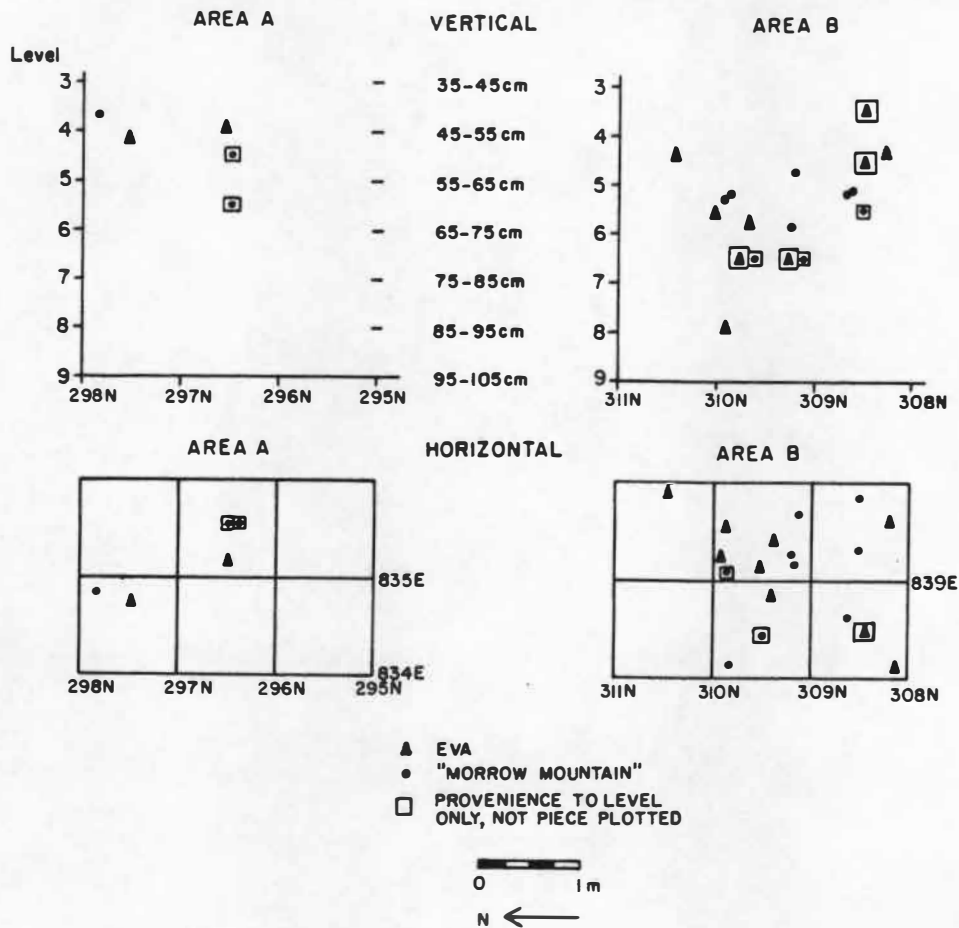 AREA A VERTICAL AREA B
Level
3 35-45cm 3
4 45-55cm 4
5 55-65cm 5
6 65-75cm 6
7 75-85cm 7
8 85-95cm 8
9 95-105cm 9
298N 297N 296N 295N 311N 310N 309N 308N
AREA A HORIZONTAL AREA B
835E 839E
834E
298N 297N 296N 295N 311N 310N 309N 308N
EVA
"MORROW MOUNTAIN"
PROVENIENCE TO LEVEL
ONLY, NOT PIECE PLOTTED
0 1m
N